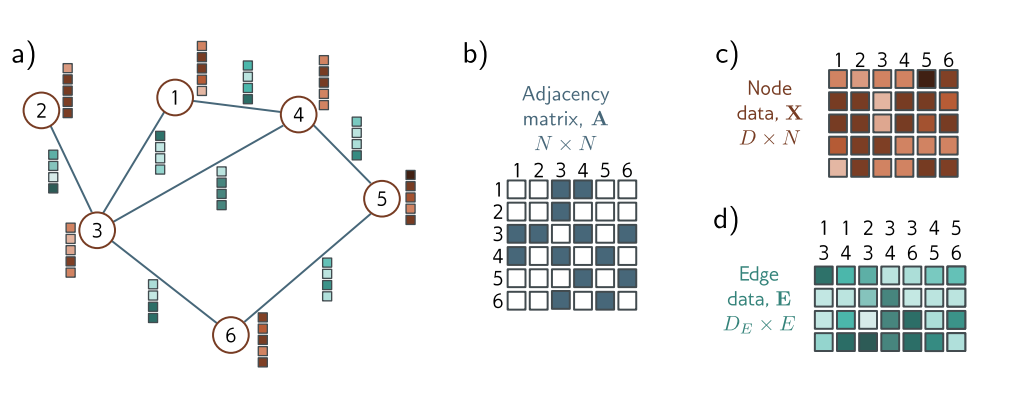 a)
2
1
4
5
3
6
b)
Adjacency
matrix, A
N × N
1 2 3 4 5 6
1
2
3
4
5
6
c)
Node
data, X
D × N
1 2 3 4 5 6
d)
Edge
data, E
D_E × E
1 1 2 3 3 4 5
3 4 3 4 6 5 6